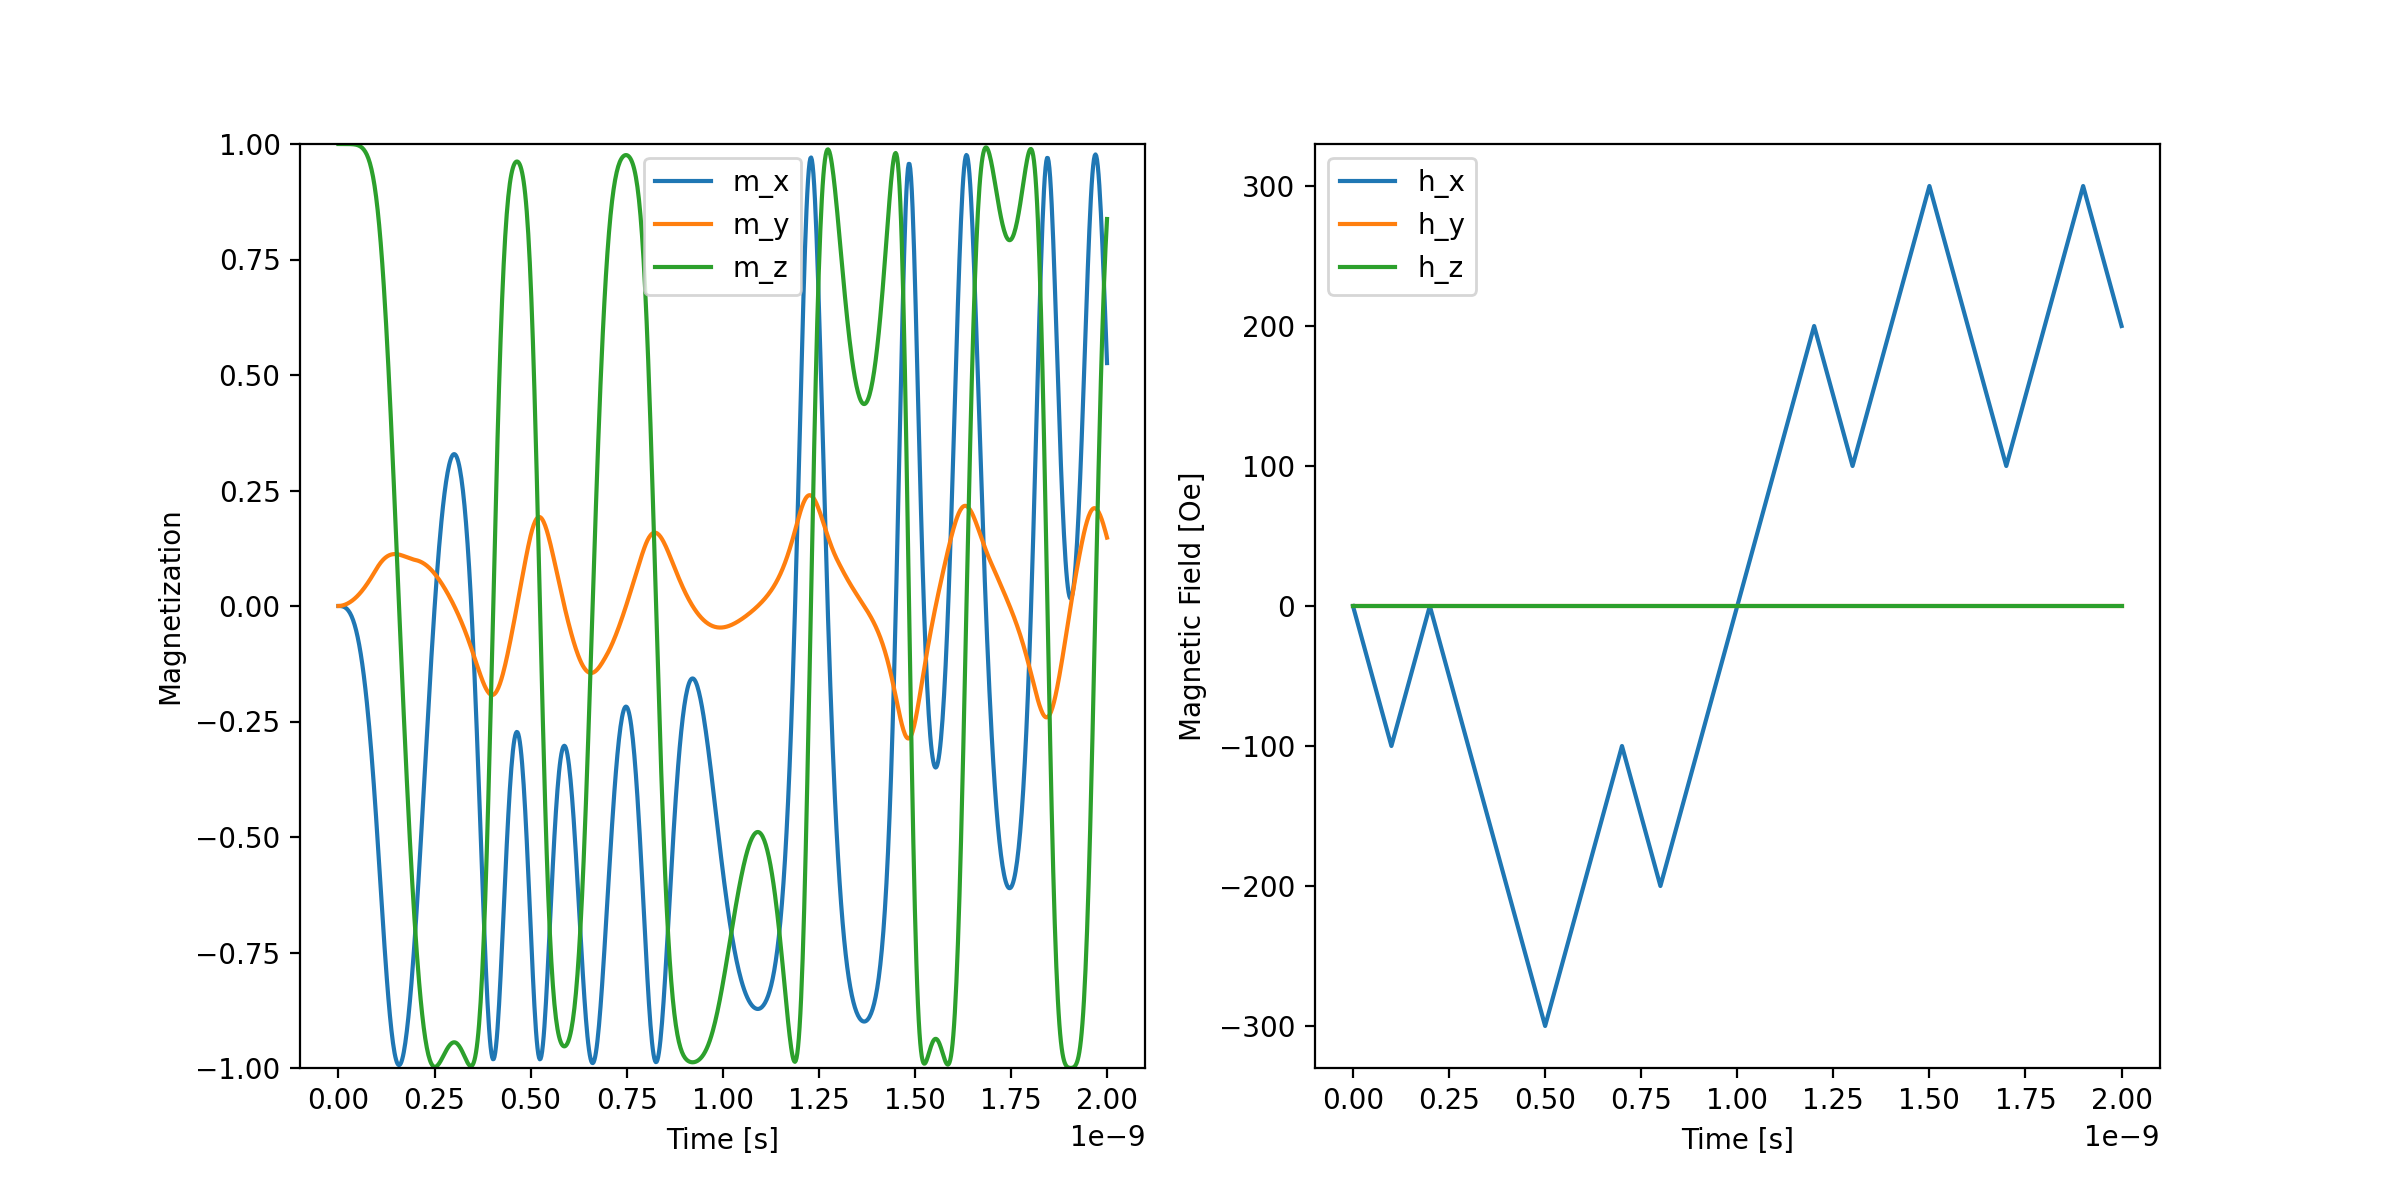 1.00
0.75
0.50
0.25
0.00
−0.25
−0.50
−0.75
−1.00
Magnetization
m_x
m_y
m_z
0.00 0.25 0.50 0.75 1.00 1.25 1.50 1.75 2.00
Time [s]
1e−9
300
200
100
0
−100
−200
−300
Magnetic Field [Oe]
h_x
h_y
h_z
0.00 0.25 0.50 0.75 1.00 1.25 1.50 1.75 2.00
Time [s]
1e−9